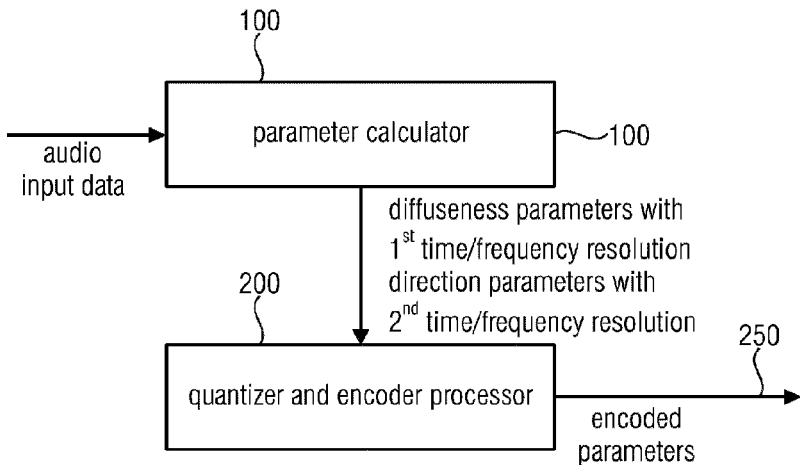 100
parameter calculator
100
audio
input data
diffuseness parameters with
1st time/frequency resolution
direction parameters with
2nd time/frequency resolution
200
quantizer and encoder processor
250
encoded
parameters